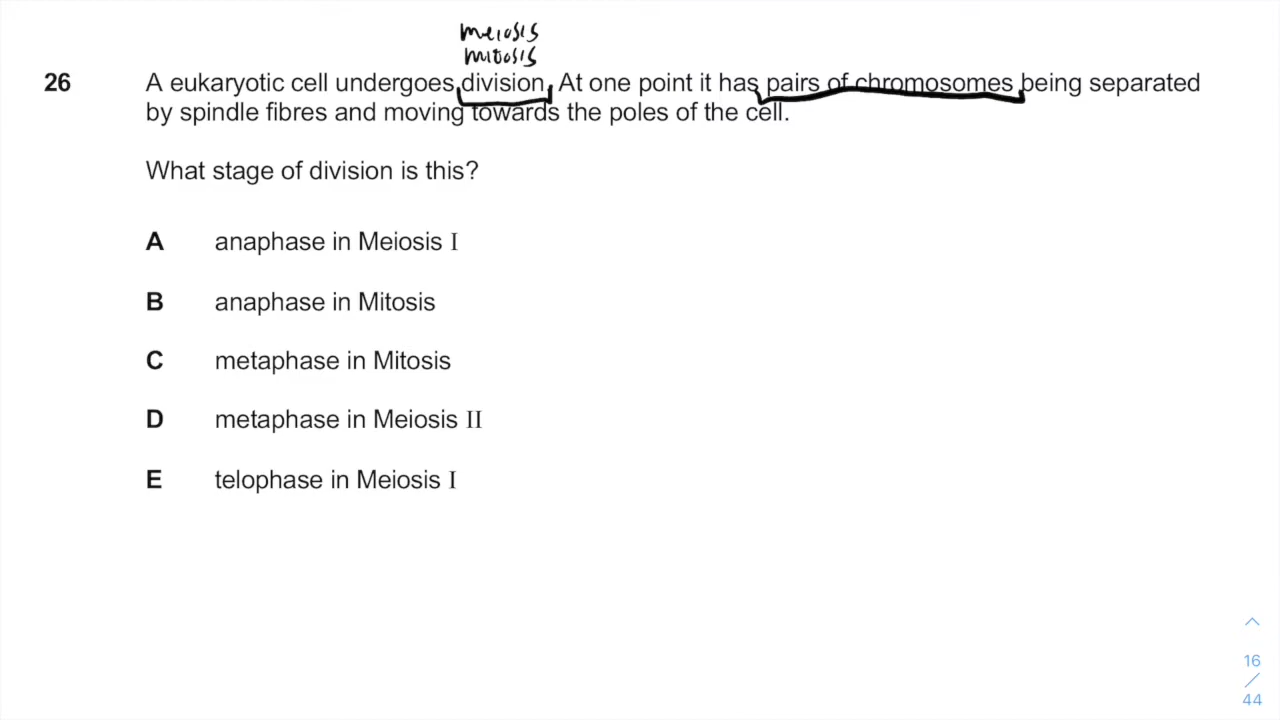 meiosis
mitosis
26 A eukaryotic cell undergoes division. At one point it has pairs of chromosomes being separated
by spindle fibres and moving towards the poles of the cell.
What stage of division is this?
A anaphase in Meiosis I
B anaphase in Mitosis
C metaphase in Mitosis
D metaphase in Meiosis II
E telophase in Meiosis I
16
/
44